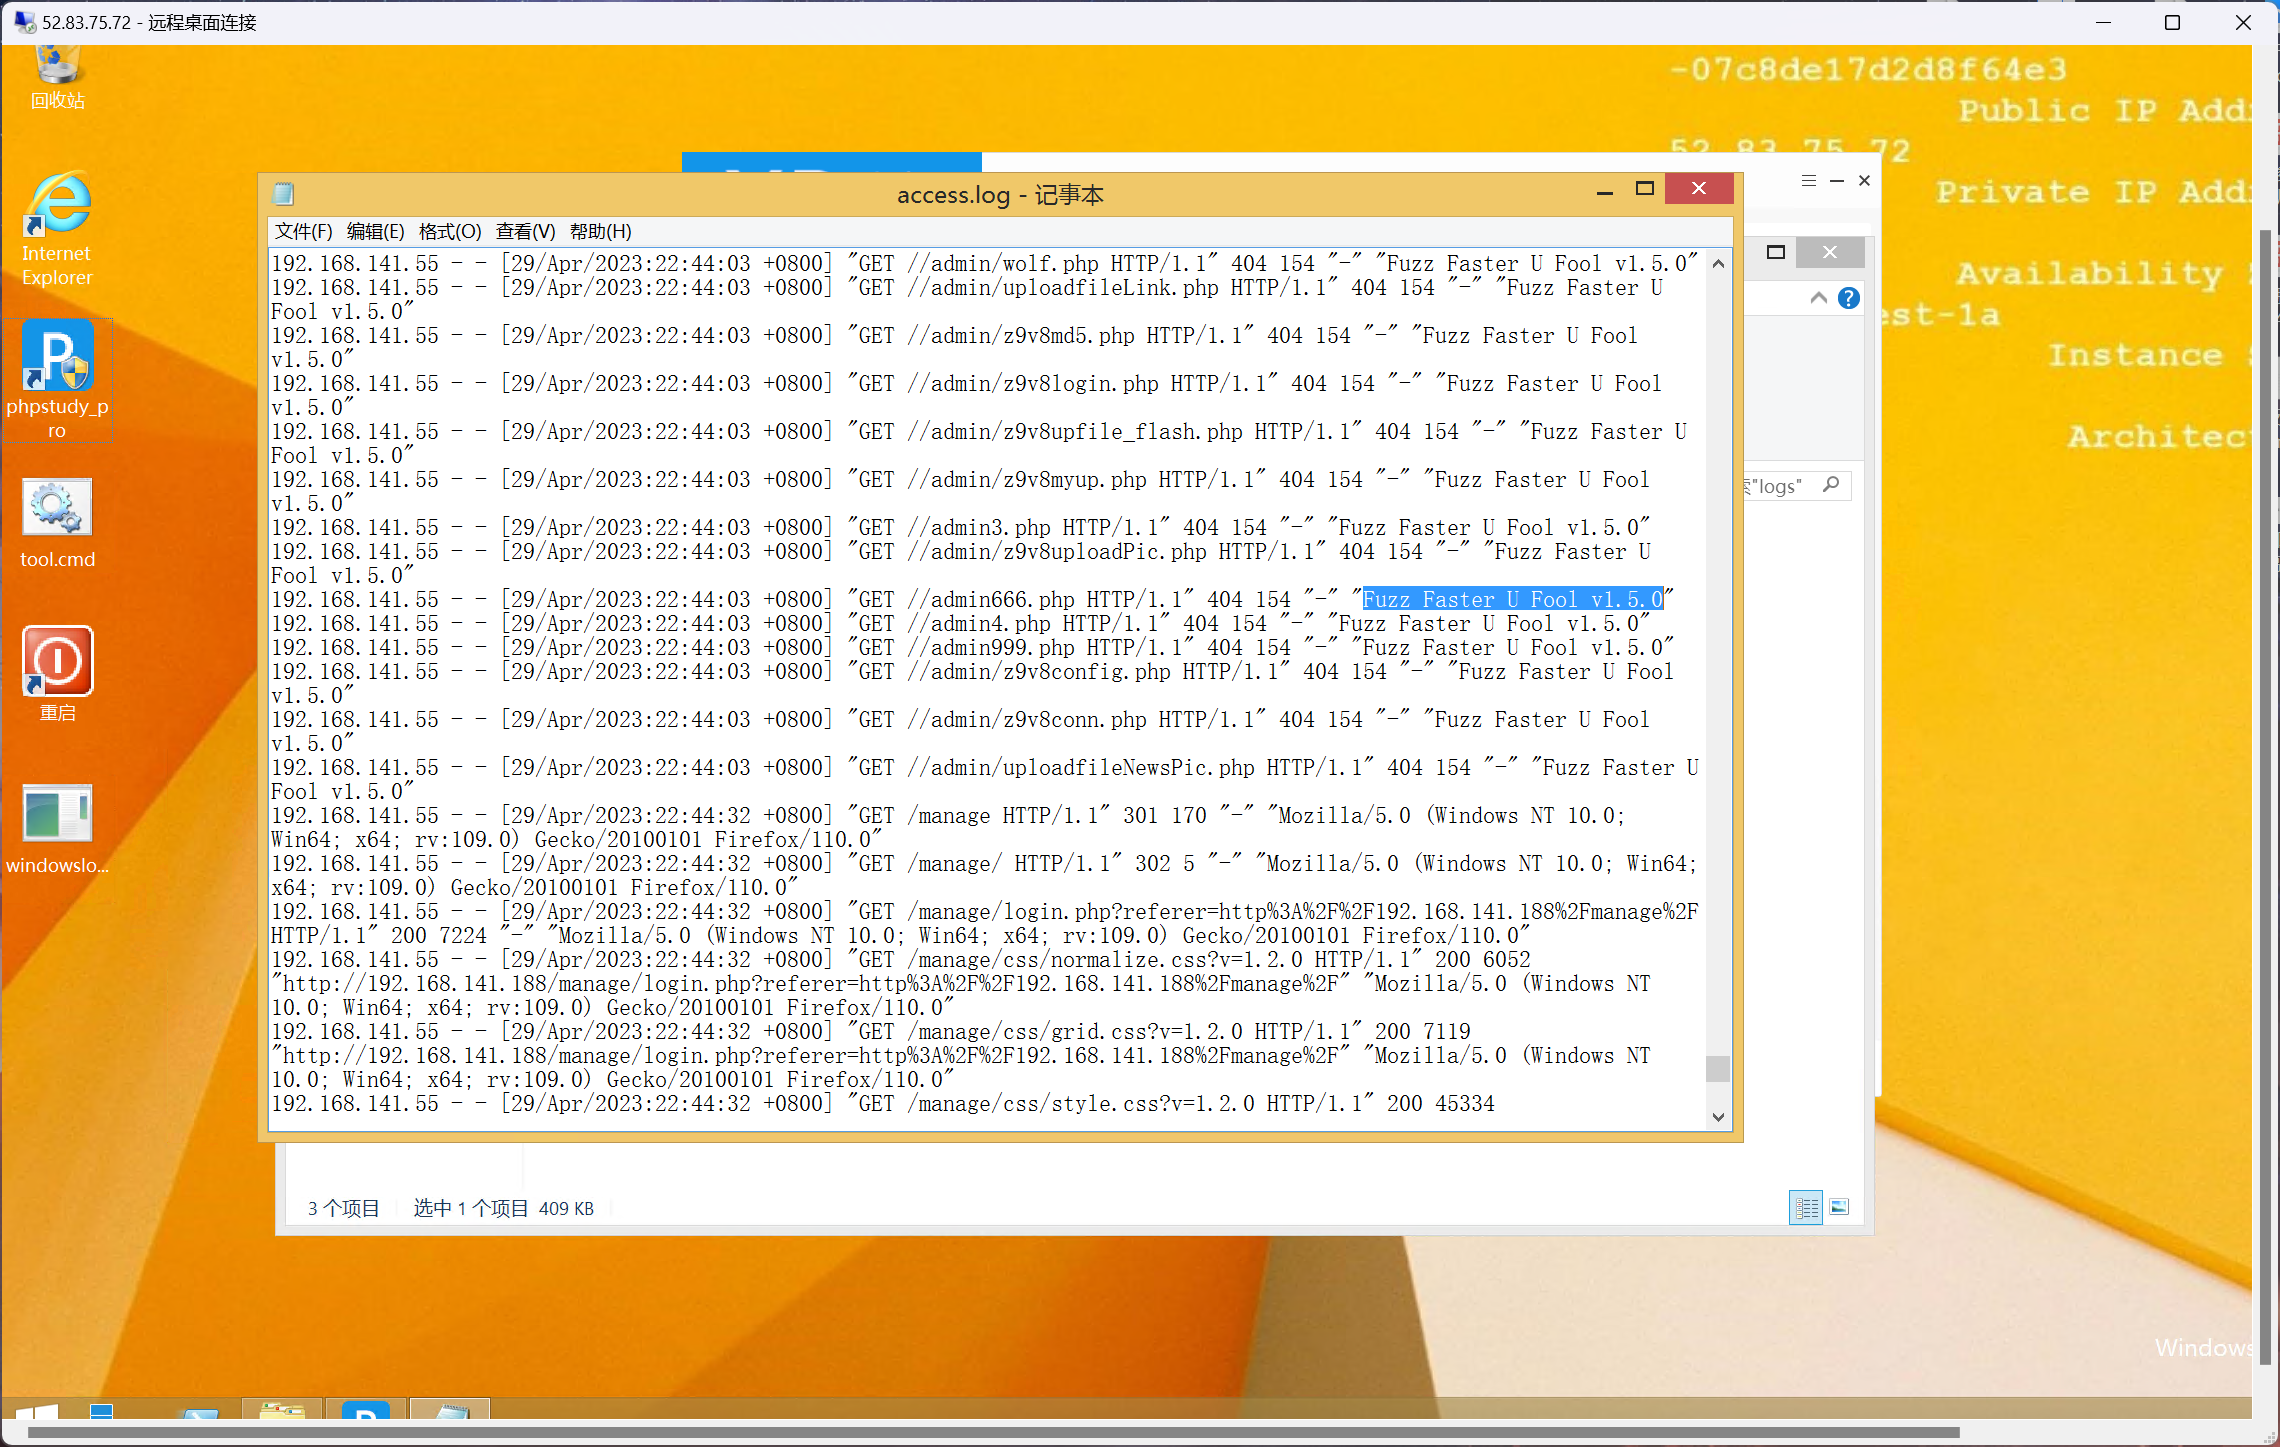 52.83.75.72 - 远程桌面连接
回收站
Internet
Explorer
phpstudy_p
ro
tool.cmd
重启
windowslo...
-07c8de17d2d8f64e3
Public IP Add
52.83.75.72
Private IP Add
Availability
est-1a
Instance
Architec
access.log - 记事本
文件(F) 编辑(E) 格式(O) 查看(V) 帮助(H)
192.168.141.55 - - [29/Apr/2023:22:44:03 +0800] "GET //admin/wolf.php HTTP/1.1" 404 154 "-" "Fuzz Faster U Fool v1.5.0"
192.168.141.55 - - [29/Apr/2023:22:44:03 +0800] "GET //admin/uploadfileLink.php HTTP/1.1" 404 154 "-" "Fuzz Faster U
Fool v1.5.0"
192.168.141.55 - - [29/Apr/2023:22:44:03 +0800] "GET //admin/z9v8md5.php HTTP/1.1" 404 154 "-" "Fuzz Faster U Fool
v1.5.0"
192.168.141.55 - - [29/Apr/2023:22:44:03 +0800] "GET //admin/z9v8login.php HTTP/1.1" 404 154 "-" "Fuzz Faster U Fool
v1.5.0"
192.168.141.55 - - [29/Apr/2023:22:44:03 +0800] "GET //admin/z9v8upfile_flash.php HTTP/1.1" 404 154 "-" "Fuzz Faster U
Fool v1.5.0"
192.168.141.55 - - [29/Apr/2023:22:44:03 +0800] "GET //admin/z9v8myup.php HTTP/1.1" 404 154 "-" "Fuzz Faster U Fool
v1.5.0"
192.168.141.55 - - [29/Apr/2023:22:44:03 +0800] "GET //admin3.php HTTP/1.1" 404 154 "-" "Fuzz Faster U Fool v1.5.0"
192.168.141.55 - - [29/Apr/2023:22:44:03 +0800] "GET //admin/z9v8uploadPic.php HTTP/1.1" 404 154 "-" "Fuzz Faster U
Fool v1.5.0"
192.168.141.55 - - [29/Apr/2023:22:44:03 +0800] "GET //admin666.php HTTP/1.1" 404 154 "-" "Fuzz Faster U Fool v1.5.0"
192.168.141.55 - - [29/Apr/2023:22:44:03 +0800] "GET //admin4.php HTTP/1.1" 404 154 "-" "Fuzz Faster U Fool v1.5.0"
192.168.141.55 - - [29/Apr/2023:22:44:03 +0800] "GET //admin999.php HTTP/1.1" 404 154 "-" "Fuzz Faster U Fool v1.5.0"
192.168.141.55 - - [29/Apr/2023:22:44:03 +0800] "GET //admin/z9v8config.php HTTP/1.1" 404 154 "-" "Fuzz Faster U Fool
v1.5.0"
192.168.141.55 - - [29/Apr/2023:22:44:03 +0800] "GET //admin/z9v8conn.php HTTP/1.1" 404 154 "-" "Fuzz Faster U Fool
v1.5.0"
192.168.141.55 - - [29/Apr/2023:22:44:03 +0800] "GET //admin/uploadfileNewsPic.php HTTP/1.1" 404 154 "-" "Fuzz Faster U
Fool v1.5.0"
192.168.141.55 - - [29/Apr/2023:22:44:32 +0800] "GET /manage HTTP/1.1" 301 170 "-" "Mozilla/5.0 (Windows NT 10.0;
Win64; x64; rv:109.0) Gecko/20100101 Firefox/110.0"
192.168.141.55 - - [29/Apr/2023:22:44:32 +0800] "GET /manage/ HTTP/1.1" 302 5 "-" "Mozilla/5.0 (Windows NT 10.0; Win64;
x64; rv:109.0) Gecko/20100101 Firefox/110.0"
192.168.141.55 - - [29/Apr/2023:22:44:32 +0800] "GET /manage/login.php?referer=http%3A%2F%2F192.168.141.188%2Fmanage%2F
HTTP/1.1" 200 7224 "-" "Mozilla/5.0 (Windows NT 10.0; Win64; x64; rv:109.0) Gecko/20100101 Firefox/110.0"
192.168.141.55 - - [29/Apr/2023:22:44:32 +0800] "GET /manage/css/normalize.css?v=1.2.0 HTTP/1.1" 200 6052
"http://192.168.141.188/manage/login.php?referer=http%3A%2F%2F192.168.141.188%2Fmanage%2F" "Mozilla/5.0 (Windows NT
10.0; Win64; x64; rv:109.0) Gecko/20100101 Firefox/110.0"
192.168.141.55 - - [29/Apr/2023:22:44:32 +0800] "GET /manage/css/grid.css?v=1.2.0 HTTP/1.1" 200 7119
"http://192.168.141.188/manage/login.php?referer=http%3A%2F%2F192.168.141.188%2Fmanage%2F" "Mozilla/5.0 (Windows NT
10.0; Win64; x64; rv:109.0) Gecko/20100101 Firefox/110.0"
192.168.141.55 - - [29/Apr/2023:22:44:32 +0800] "GET /manage/css/style.css?v=1.2.0 HTTP/1.1" 200 45334
"logs"
3 个项目 选中 1 个项目 409 KB
Windows